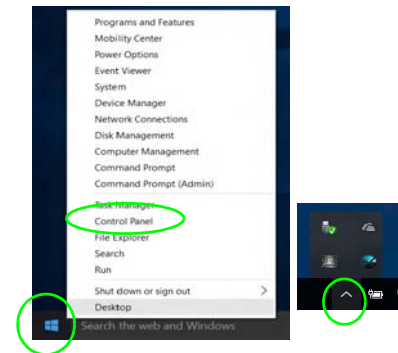 Programs and Features
Mobility Center
Power Options
Event Viewer
System
Device Manager
Network Connections
Disk Management
Computer Management
Command Prompt
Command Prompt (Admin)
Task Manager
Control Panel
File Explorer
Search
Run
Shut down or sign out
Desktop
Search the web and Windows